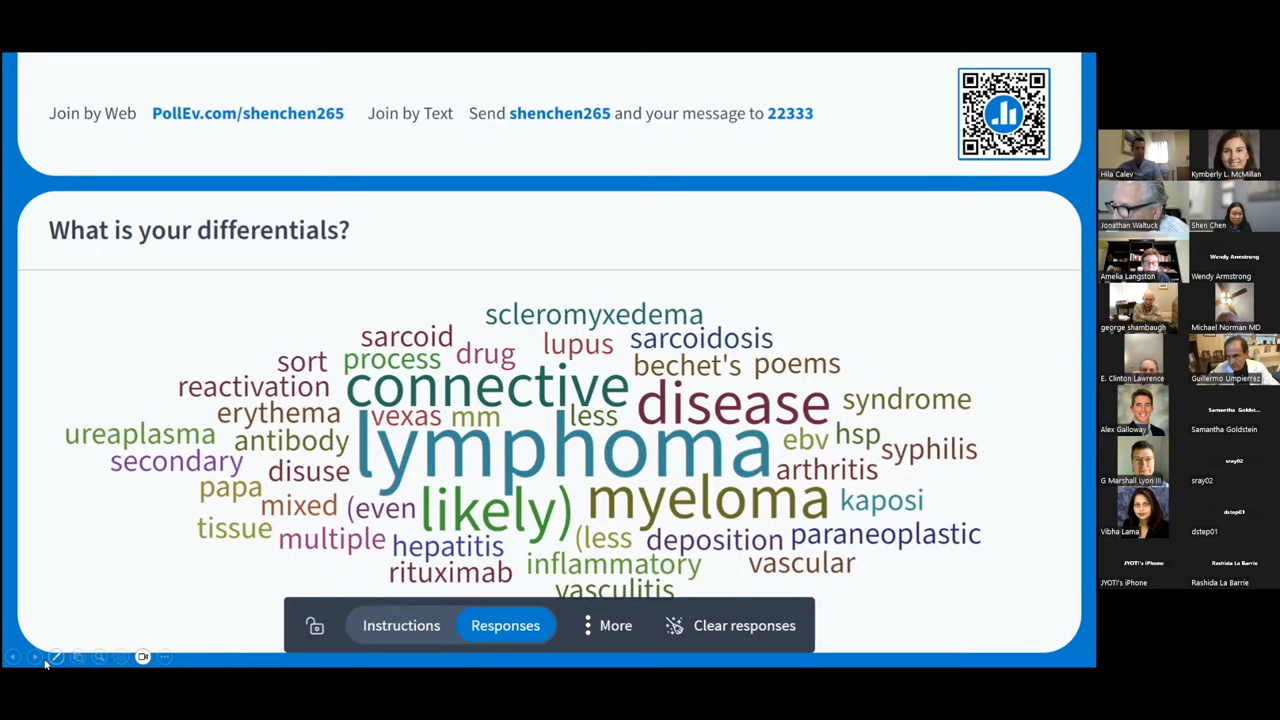 Join by Web PollEv.com/shenchen265 Join by Text Send shenchen265 and your message to 22333
What is your differentials?
scleromyxedema
sarcoid lupus sarcoidosis
sort process drug bechet's poems
reactivation connective disease syndrome
erythema vexas mm less
ureaplasma antibody lymphoma ebv hsp syphilis
secondary disuse arthritis
papa mixed (even likely) myeloma kaposi
tissue multiple hepatitis (less deposition paraneoplastic
rituximab inflammatory vascular
vasculitis
Instructions Responses More Clear responses
Hila Calev Kymberly L. McMillan
Jonathan Waltuck Shen Chen
Amelia Langston Wendy Armstrong Wendy Armstrong
george shambaugh Michael Norman MD
E. Clinton Lawrence Guillermo Umpierrez
Alex Galloway Samantha Goldst... Samantha Goldstein
G Marshall Lyon III sray02 sray02
Vibha Lama dstep01 dstep01
JYOTI's iPhone JYOTI's iPhone Rashida La Barrie Rashida La Barrie